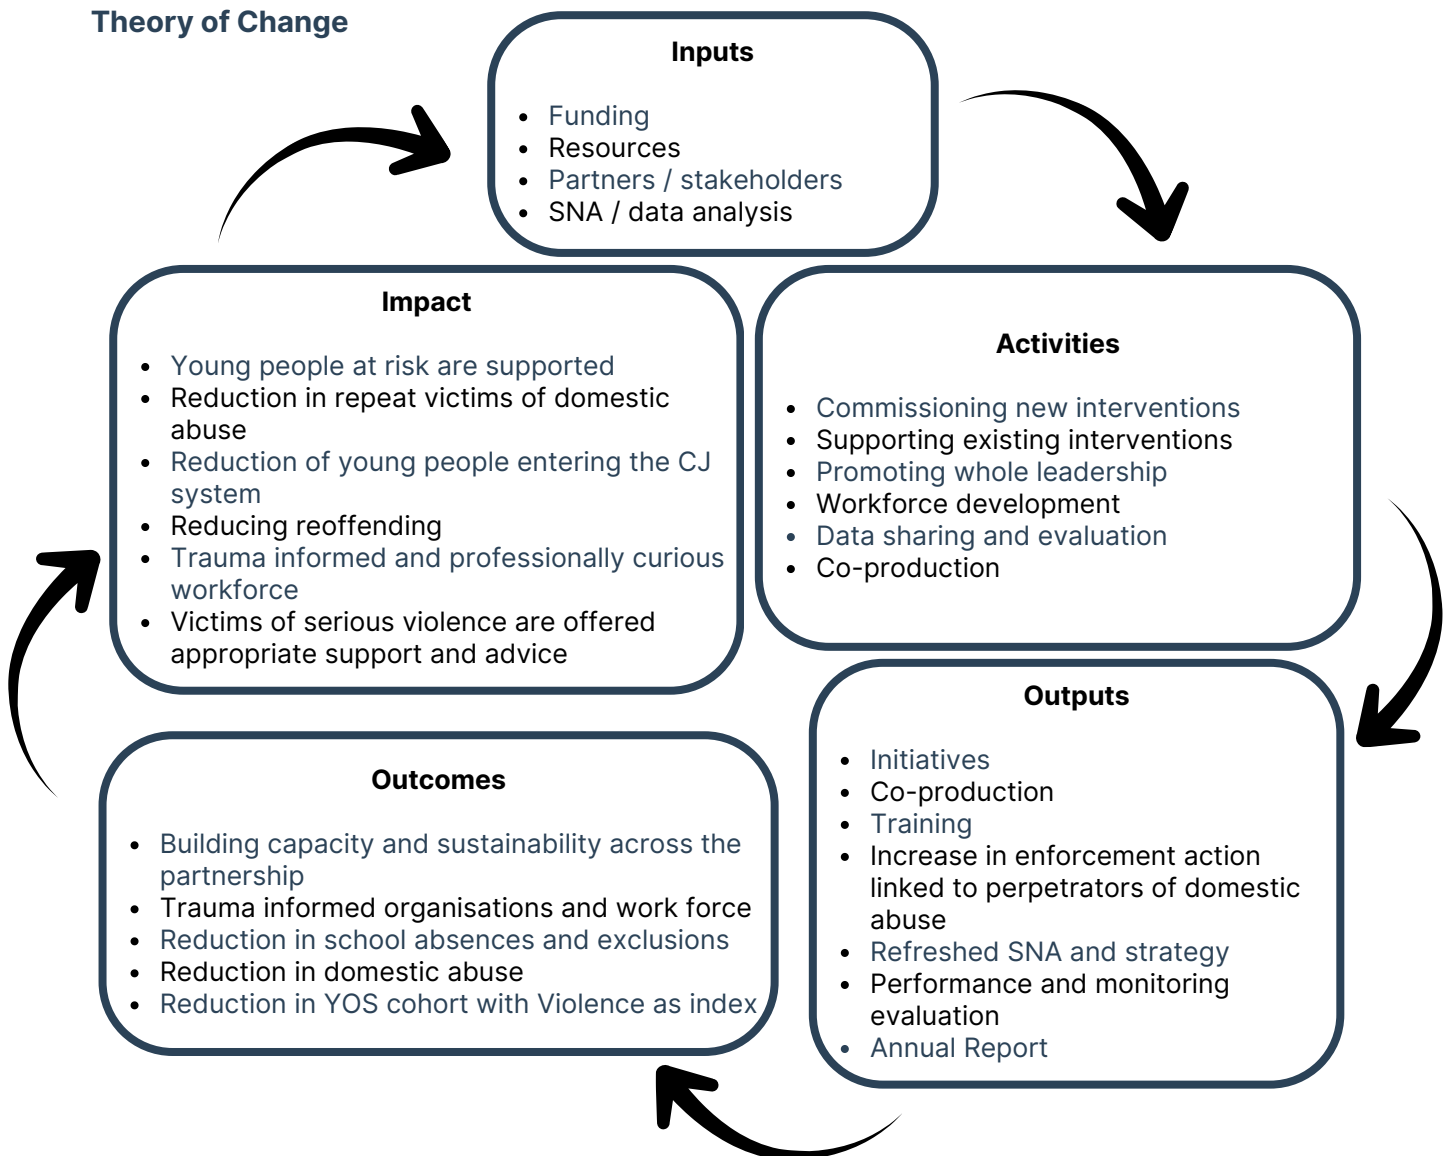 Theory of Change
Inputs
• Funding
• Resources
• Partners / stakeholders
• SNA / data analysis
Impact
• Young people at risk are supported
• Reduction in repeat victims of domestic
abuse
• Reduction of young people entering the CJ
system
• Reducing reoffending
• Trauma informed and professionally curious
workforce
• Victims of serious violence are offered
appropriate support and advice
Activities
• Commissioning new interventions
• Supporting existing interventions
• Promoting whole leadership
• Workforce development
• Data sharing and evaluation
• Co-production
Outputs
• Initiatives
• Co-production
• Training
• Increase in enforcement action
linked to perpetrators of domestic
abuse
• Refreshed SNA and strategy
• Performance and monitoring
evaluation
• Annual Report
Outcomes
• Building capacity and sustainability across the
partnership
• Trauma informed organisations and work force
• Reduction in school absences and exclusions
• Reduction in domestic abuse
• Reduction in YOS cohort with Violence as index